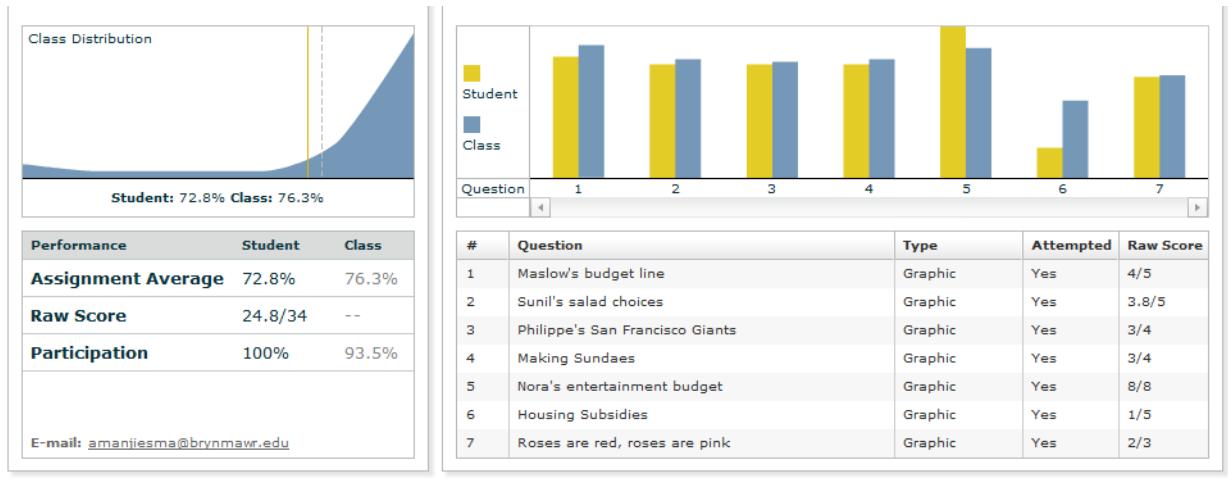 Class Distribution
Student: 72.8% Class: 76.3%
Performance Student Class
Assignment Average 72.8% 76.3%
Raw Score 24.8/34 --
Participation 100% 93.5%
E-mail: amanjiesma@brynmawr.edu
Student
Class
Question 1 2 3 4 5 6 7
# Question Type Attempted Raw Score
1 Maslow's budget line Graphic Yes 4/5
2 Sunil's salad choices Graphic Yes 3.8/5
3 Philippe's San Francisco Giants Graphic Yes 3/4
4 Making Sundaes Graphic Yes 3/4
5 Nora's entertainment budget Graphic Yes 8/8
6 Housing Subsidies Graphic Yes 1/5
7 Roses are red, roses are pink Graphic Yes 2/3